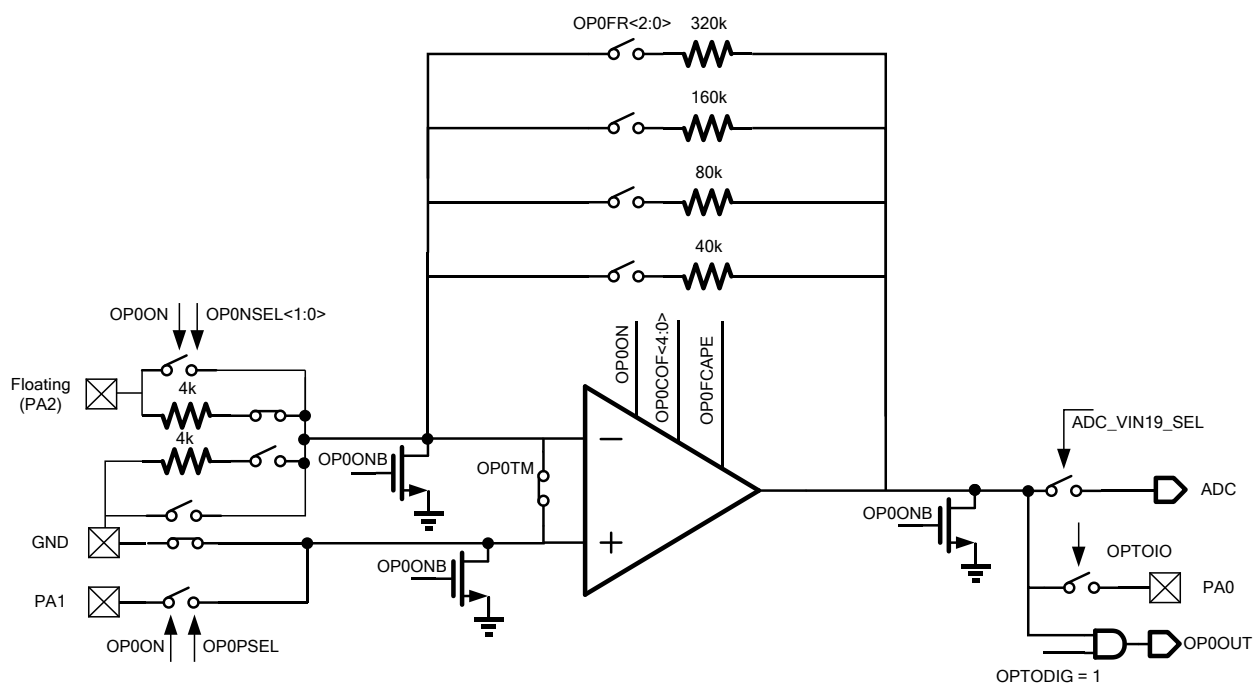 OP0FR<2:0>
320k
160k
80k
40k
OP0ON
OP0NSEL<1:0>
OP0ON
OP0COF<4:0>
OP0FCAPE
Floating
(PA2)
4k
4k
OP0ONB
OP0TM
ADC_VIN19_SEL
ADC
GND
OP0ONB
OP0ONB
OPTOIO
PA1
PA0
OP0ON
OP0PSEL
OP0OUT
OPTODIG = 1